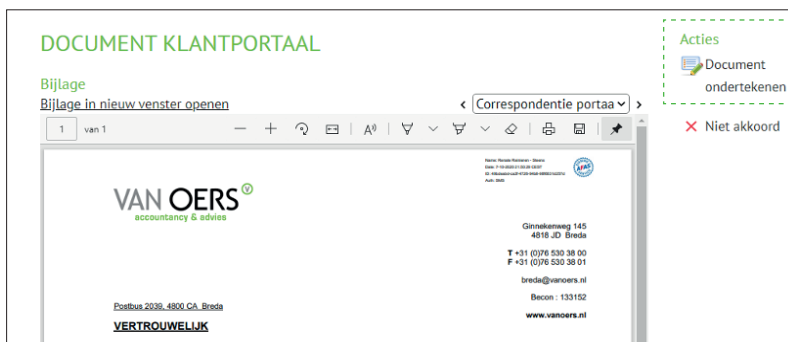 DOCUMENT KLANTPORTAAL
Bijlage
Bijlage in nieuw venster openen
Correspondentie portaa
1 van 1
Acties
Document
ondertekenen
Niet akkoord
VAN OERS
accountancy & advies
AFAS
Ginnekenweg 145
4818 JD Breda
T +31 (0)76 530 38 00
F +31 (0)76 530 38 01
breda@vanoers.nl
Becon : 133152
www.vanoers.nl
Postbus 2039, 4800 CA Breda
VERTROUWELIJK